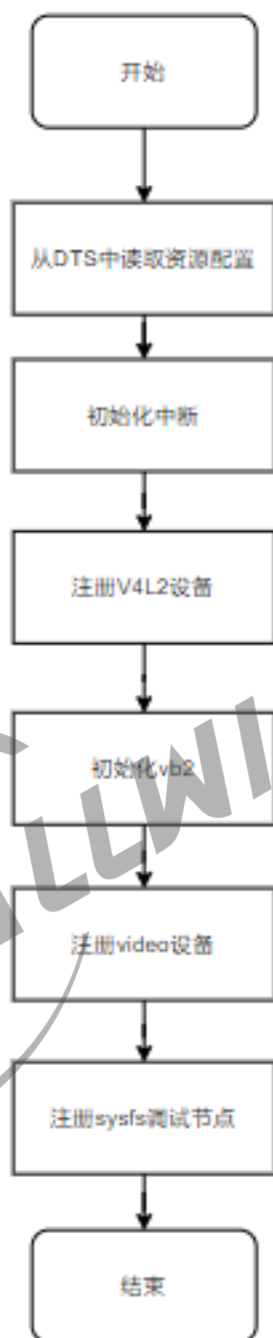 开始
从DTS中读取资源配置
初始化中断
注册V4L2设备
初始化vb2
ALLWI
注册video设备
注册sysfs调试节点
结束